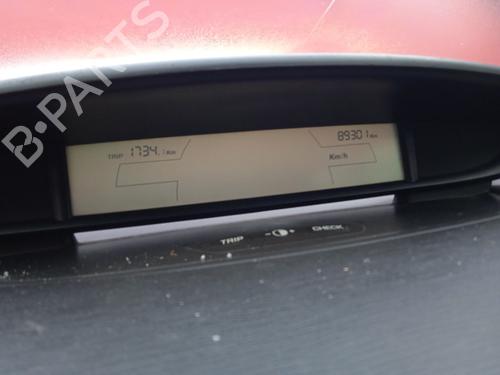 B-PARTS
TRIP 1734.1 Km
89301 Km
Km/h
TRIP - + CHECK